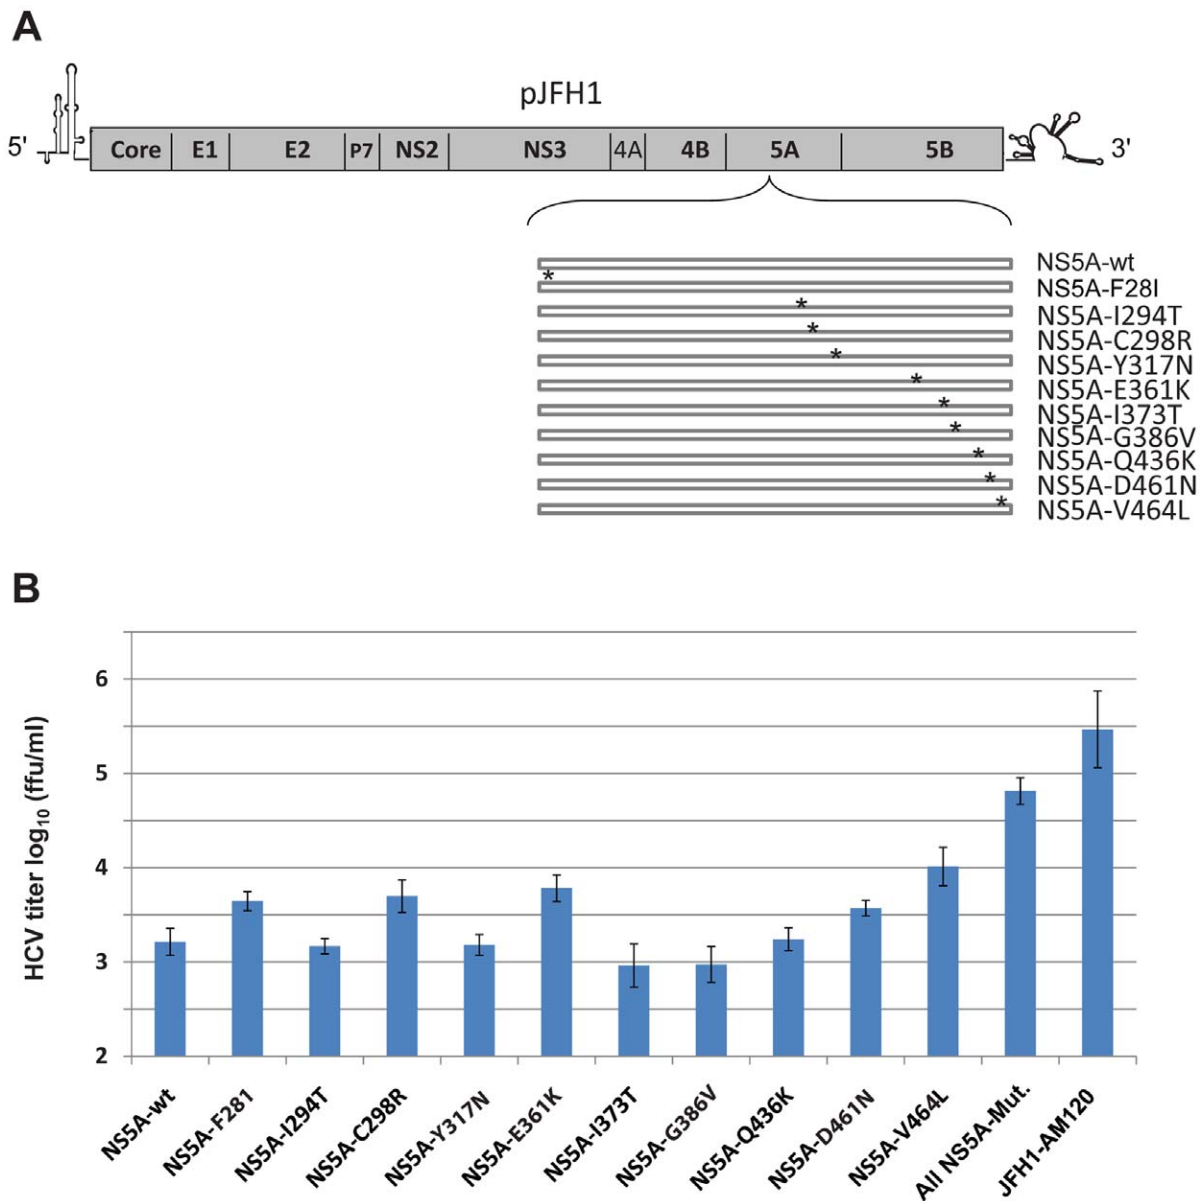 A
pJFH1
5' Core E1 E2 P7 NS2 NS3 4A 4B 5A 5B 3'
NS5A-wt
* NS5A-F28I
* NS5A-I294T
* NS5A-C298R
* NS5A-Y317N
* NS5A-E361K
* NS5A-I373T
* NS5A-G386V
* NS5A-Q436K
* NS5A-D461N
* NS5A-V464L
B
HCV titer log10 (ffu/ml)
6
5
4
3
2
NS5A-wt
NS5A-F281
NS5A-I294T
NS5A-C298R
NS5A-Y317N
NS5A-E361K
NS5A-I373T
NS5A-G386V
NS5A-Q436K
NS5A-D461N
NS5A-V464L
All NS5A-Mut.
JFH1-AM120